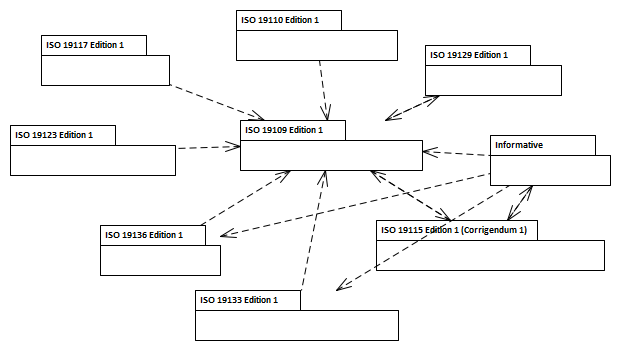 ISO 19110 Edition 1
ISO 19117 Edition 1
ISO 19129 Edition 1
ISO 19109 Edition 1
ISO 19123 Edition 1
Informative
ISO 19136 Edition 1
ISO 19115 Edition 1 (Corrigendum 1)
ISO 19133 Edition 1